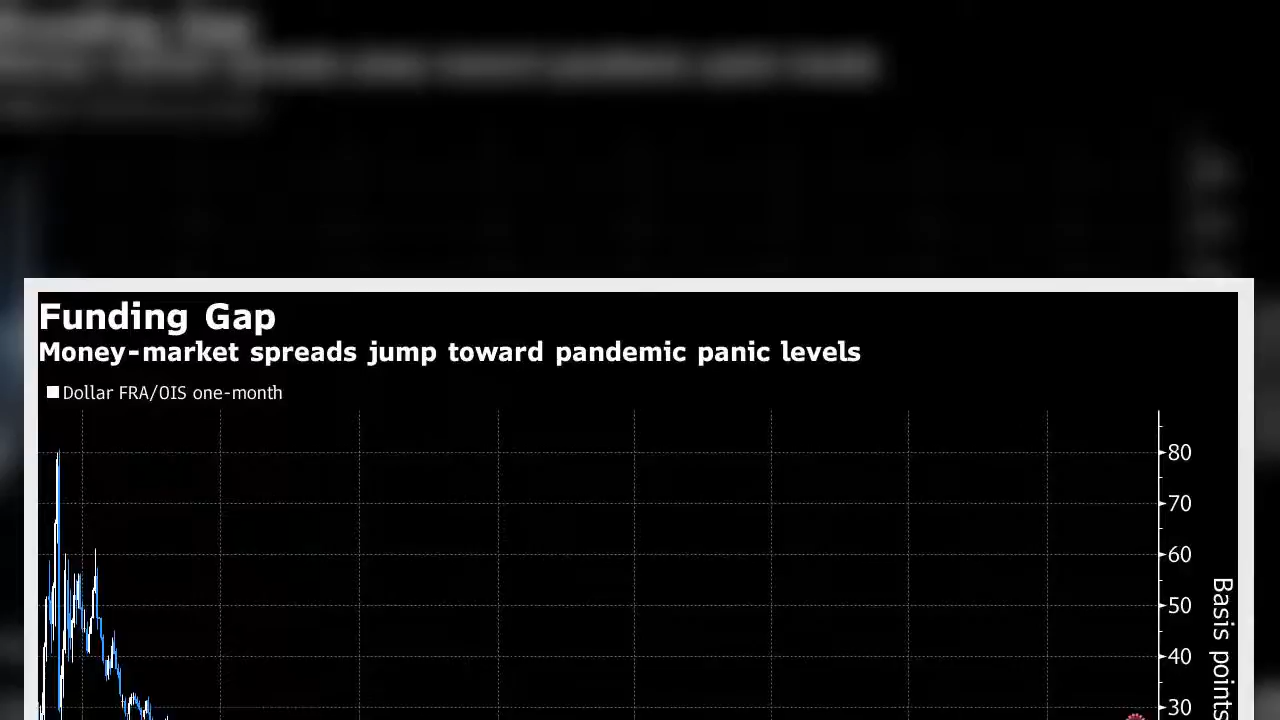 Funding Gap
Money-market spreads jump toward pandemic panic levels
Dollar FRA/OIS one-month
80
70
60
50
40
30
Basis points